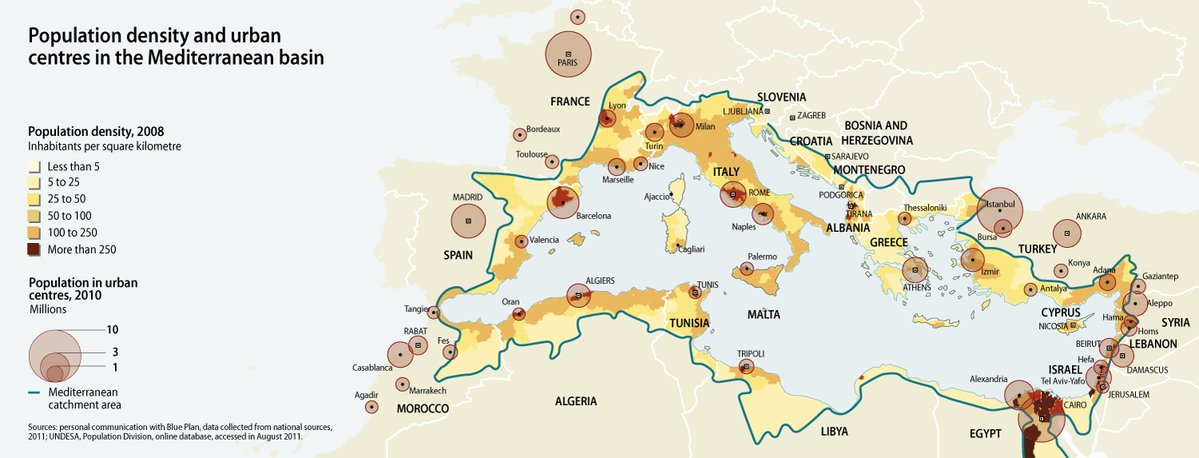 Population density and urban
centres in the Mediterranean basin
Population density, 2008
Inhabitants per square kilometre
Less than 5
5 to 25
25 to 50
50 to 100
100 to 250
More than 250
Population in urban
centres, 2010
Millions
10
3
1
Mediterranean
catchment area
Sources: personal communication with Blue Plan, data collected from national sources,
2011; UNDESA, Population Division, online database, accessed in August 2011.
PARIS
FRANCE
Lyon
Bordeaux
Toulouse
Turin
Milan
Marseille
Nice
SLOVENIA
LJUBLJANA
ZAGREB
CROATIA
BOSNIA AND
HERZEGOVINA
SARAJEVO
MONTENEGRO
PODGORICA
TIRANA
ALBANIA
ITALY
ROME
Naples
Ajaccio
Cagliari
Palermo
MADRID
SPAIN
Barcelona
Valencia
Thessaloniki
GREECE
ATHENS
Istanbul
Bursa
ANKARA
TURKEY
Izmir
Konya
Antalya
Adana
Gaziantep
Aleppo
CYPRUS
NICOSIA
Hama
Homs
SYRIA
BEIRUT
LEBANON
DAMASCUS
Hefa
ISRAEL
Tel Aviv-Yafo
JERUSALEM
Alexandria
CAIRO
EGYPT
LIBYA
TRIPOLI
MALTA
TUNIS
TUNISIA
ALGIERS
Oran
ALGERIA
Tangier
RABAT
Fes
Casablanca
Marrakech
Agadir
MOROCCO